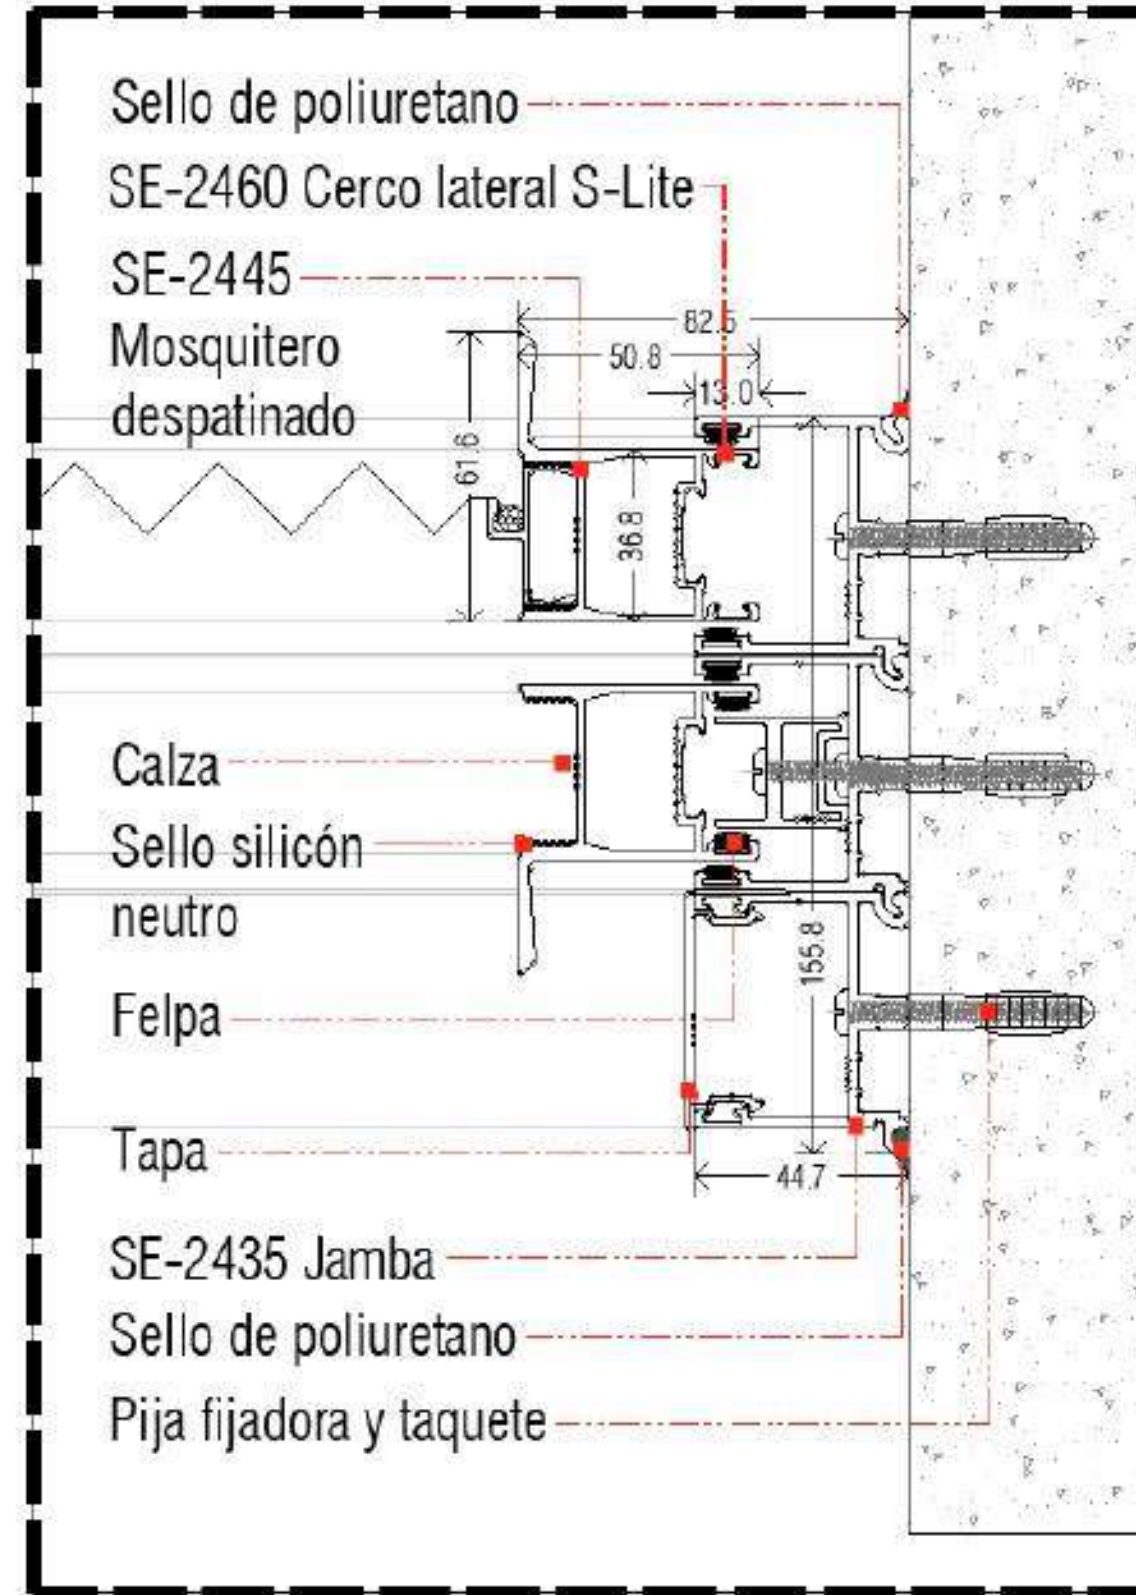 Sello de poliuretano
SE-2460 Cerco lateral S-Lite
SE-2445
Mosquitero
despatinado
82.5
50.8
13.0
61.6
36.8
Calza
Sello silicón
neutro
Felpa
155.8
Tapa
44.7
SE-2435 Jamba
Sello de poliuretano
Pija fijadora y taquete